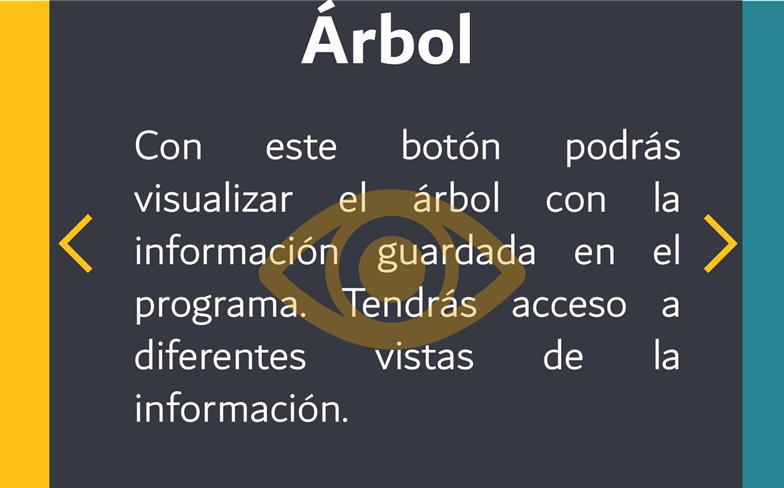 Árbol
Con este botón podrás
visualizar el árbol con la
información guardada en el
programa. Tendrás acceso a
diferentes vistas de la
información.